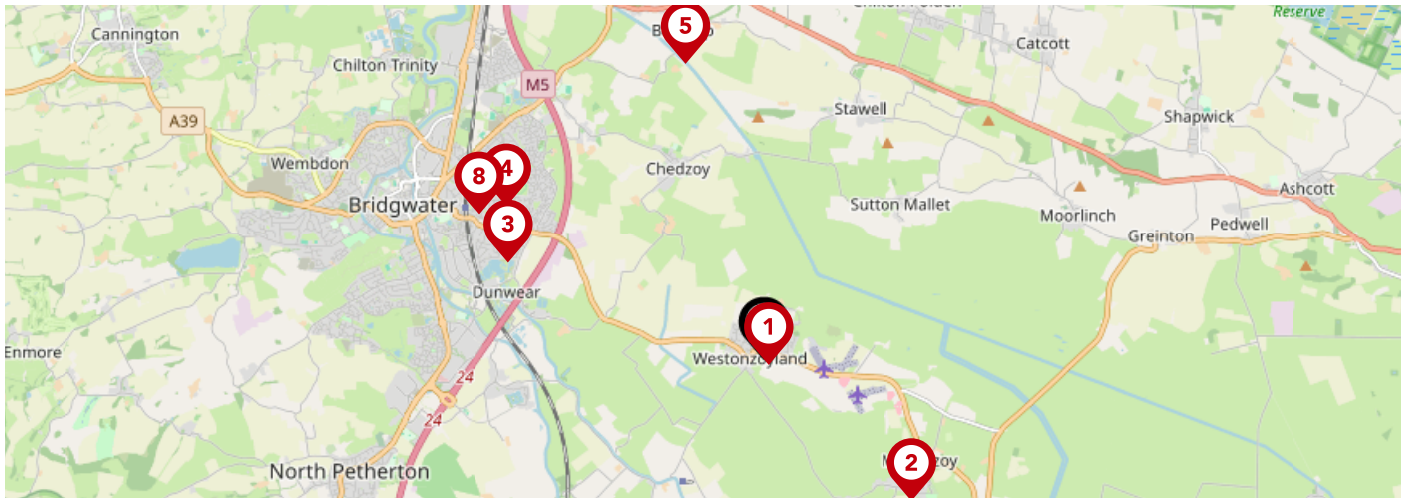 Cannington
Reserve
Catcott
Chilton Trinity
M5
5
A39
Stawell
Shapwick
Wembdon
Chedzoy
8
4
Bridgwater
Sutton Mallet
Ashcott
Moorlinch
Pedwell
3
Greinton
Dunwear
1
Enmore
24
24
2
North Petherton